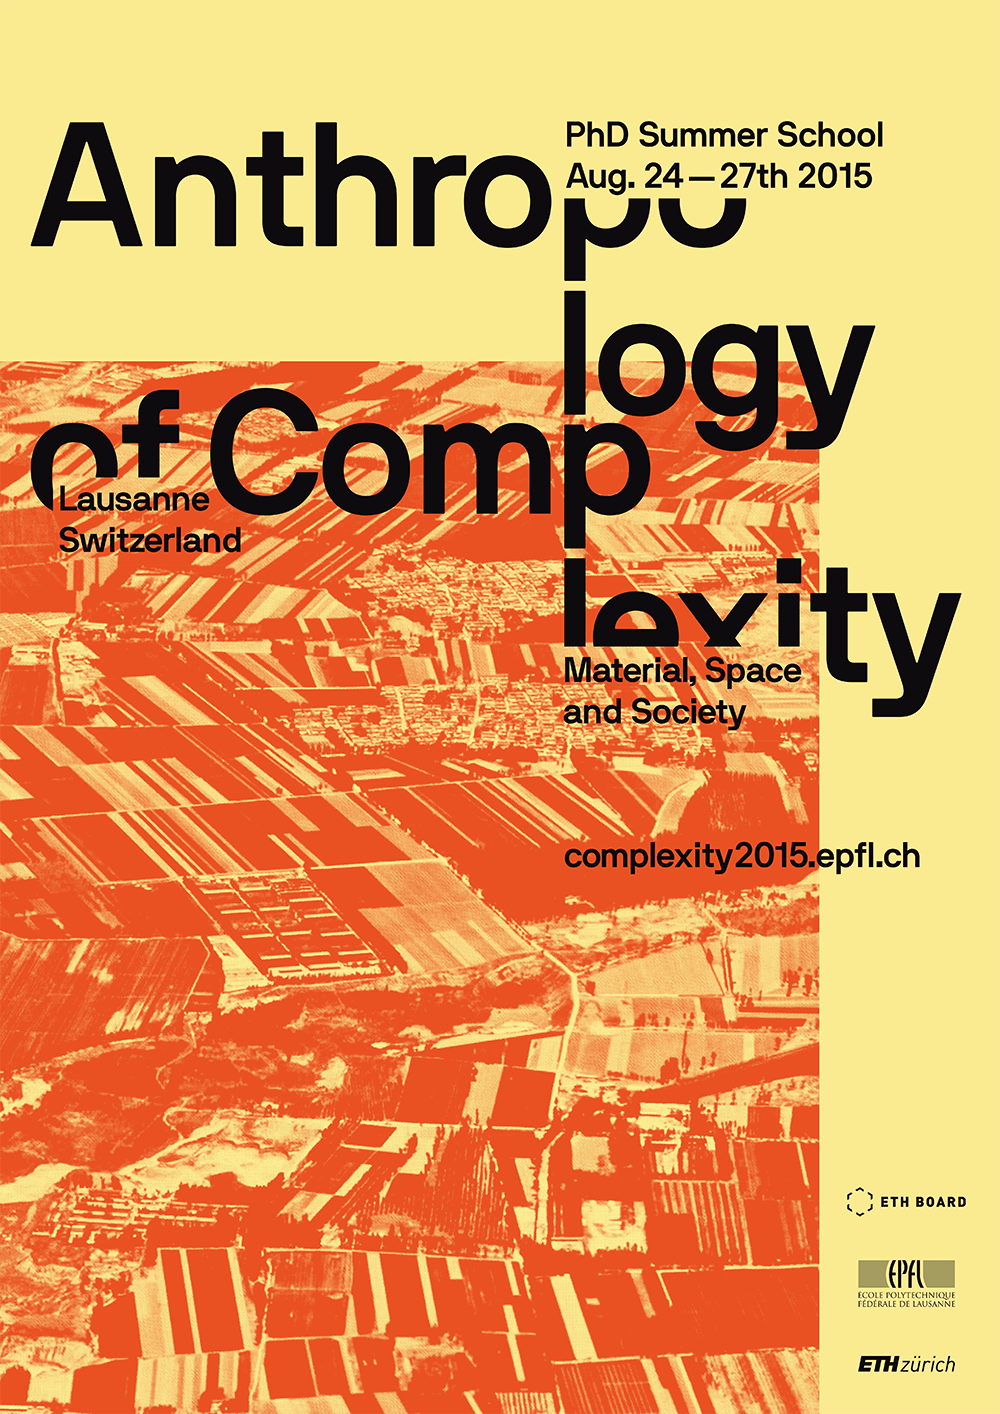 Anthropo
PhD Summer School
Aug. 24—27th 2015
logy
of Comp
Lausanne
Switzerland
lexity
Material, Space
and Society
complexity2015.epfl.ch
ETH BOARD
EPFL
ÉCOLE POLYTECHNIQUE
FÉDÉRALE DE LAUSANNE
ETH zürich